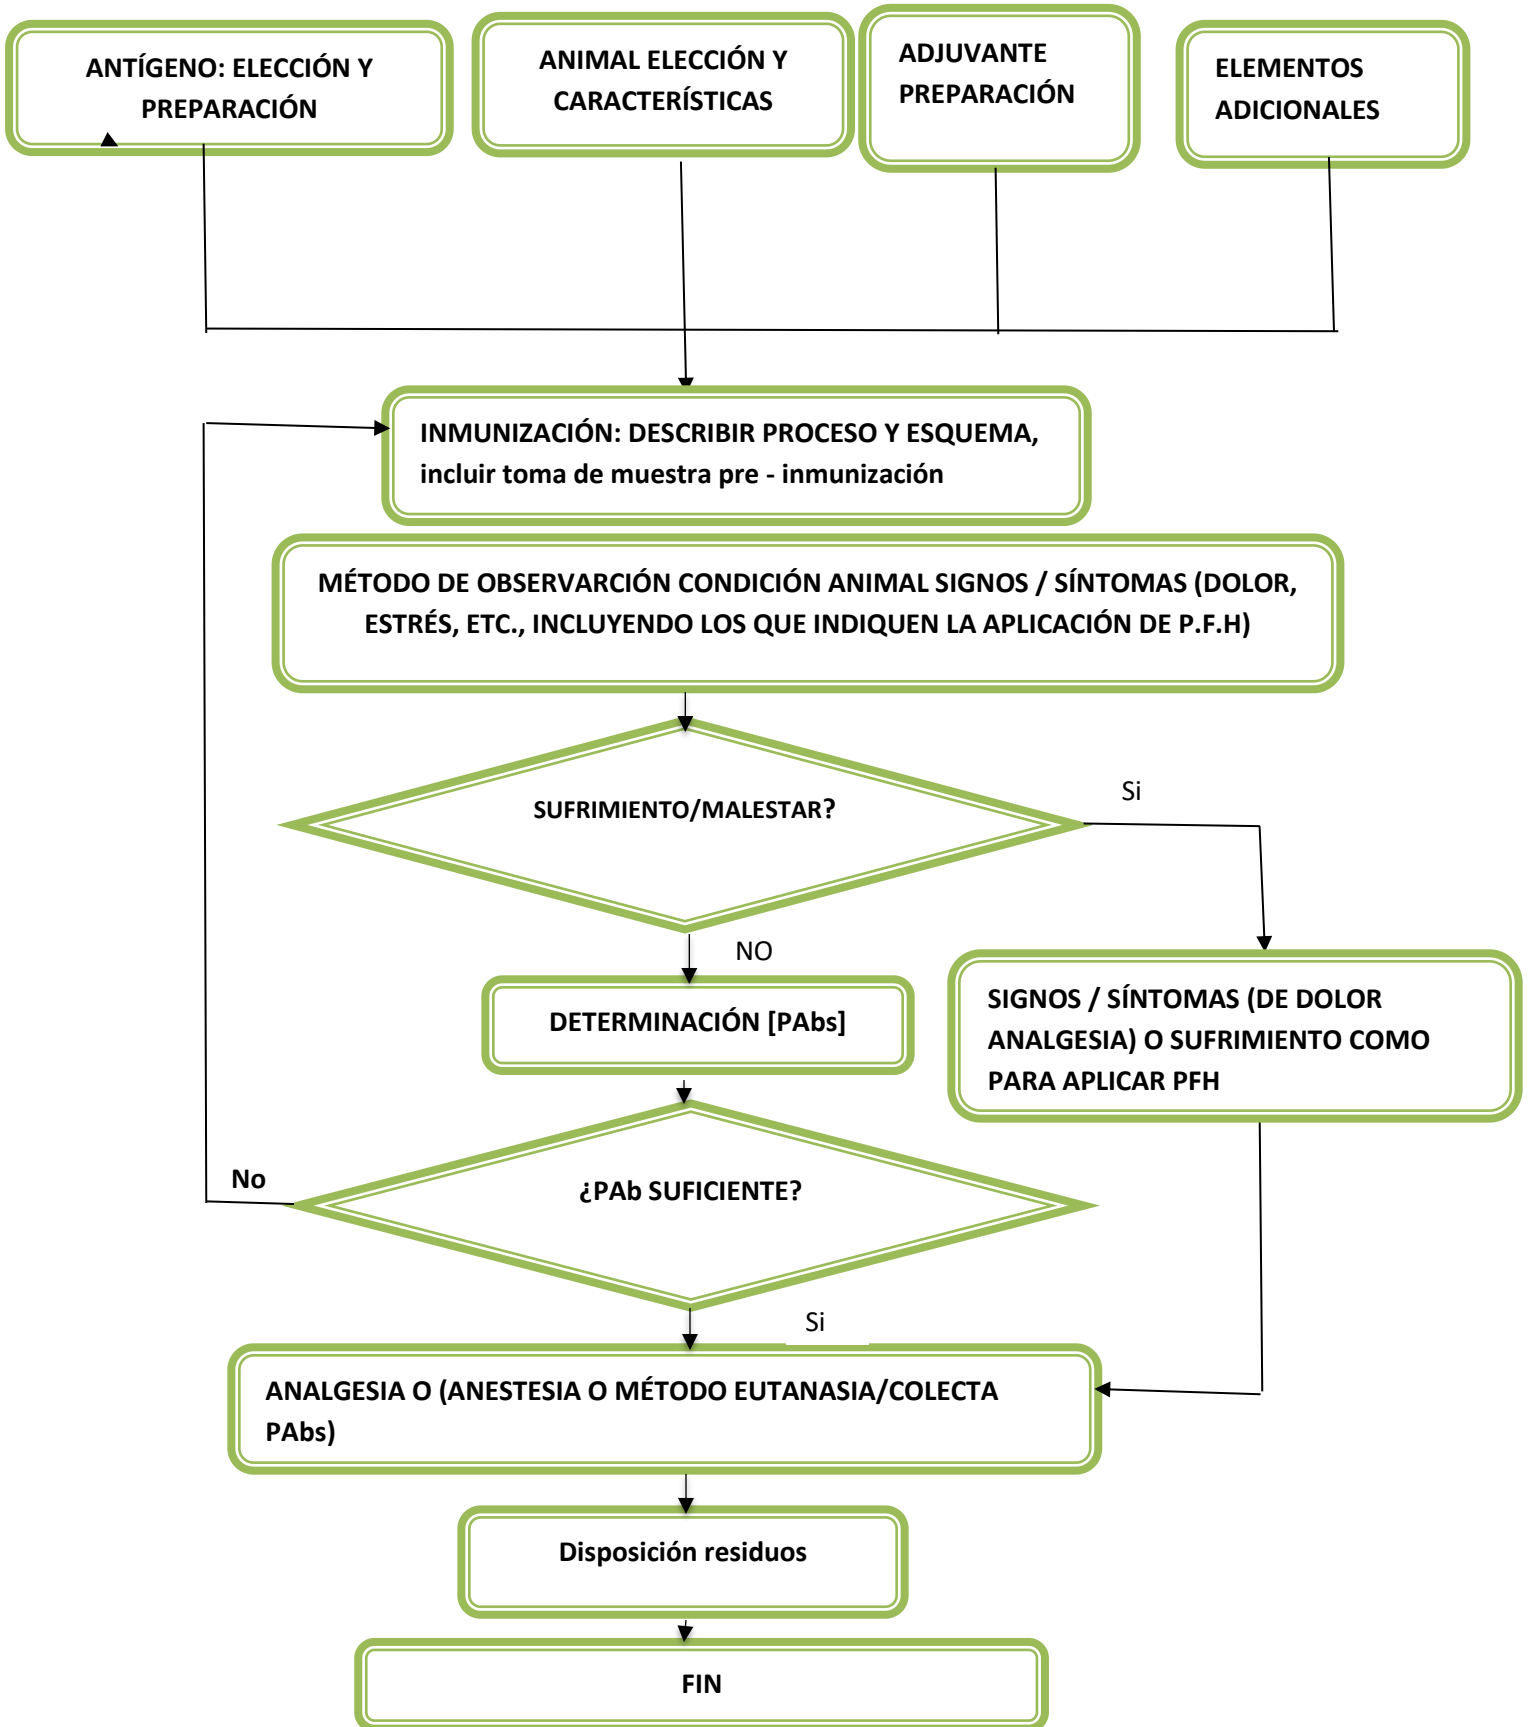 ANTÍGENO: ELECCIÓN Y
PREPARACIÓN
ANIMAL ELECCIÓN Y
CARACTERÍSTICAS
ADJUVANTE
PREPARACIÓN
ELEMENTOS
ADICIONALES
INMUNIZACIÓN: DESCRIBIR PROCESO Y ESQUEMA,
incluir toma de muestra pre - inmunización
MÉTODO DE OBSERVARCIÓN CONDICIÓN ANIMAL SIGNOS / SÍNTOMAS (DOLOR,
ESTRÉS, ETC., INCLUYENDO LOS QUE INDIQUEN LA APLICACIÓN DE P.F.H)
SUFRIMIENTO/MALESTAR?
Si
NO
DETERMINACIÓN [PAbs]
SIGNOS / SÍNTOMAS (DE DOLOR
ANALGESIA) O SUFRIMIENTO COMO
PARA APLICAR PFH
No
¿PAb SUFICIENTE?
Si
ANALGESIA O (ANESTESIA O MÉTODO EUTANASIA/COLECTA
PAbs)
Disposición residuos
FIN